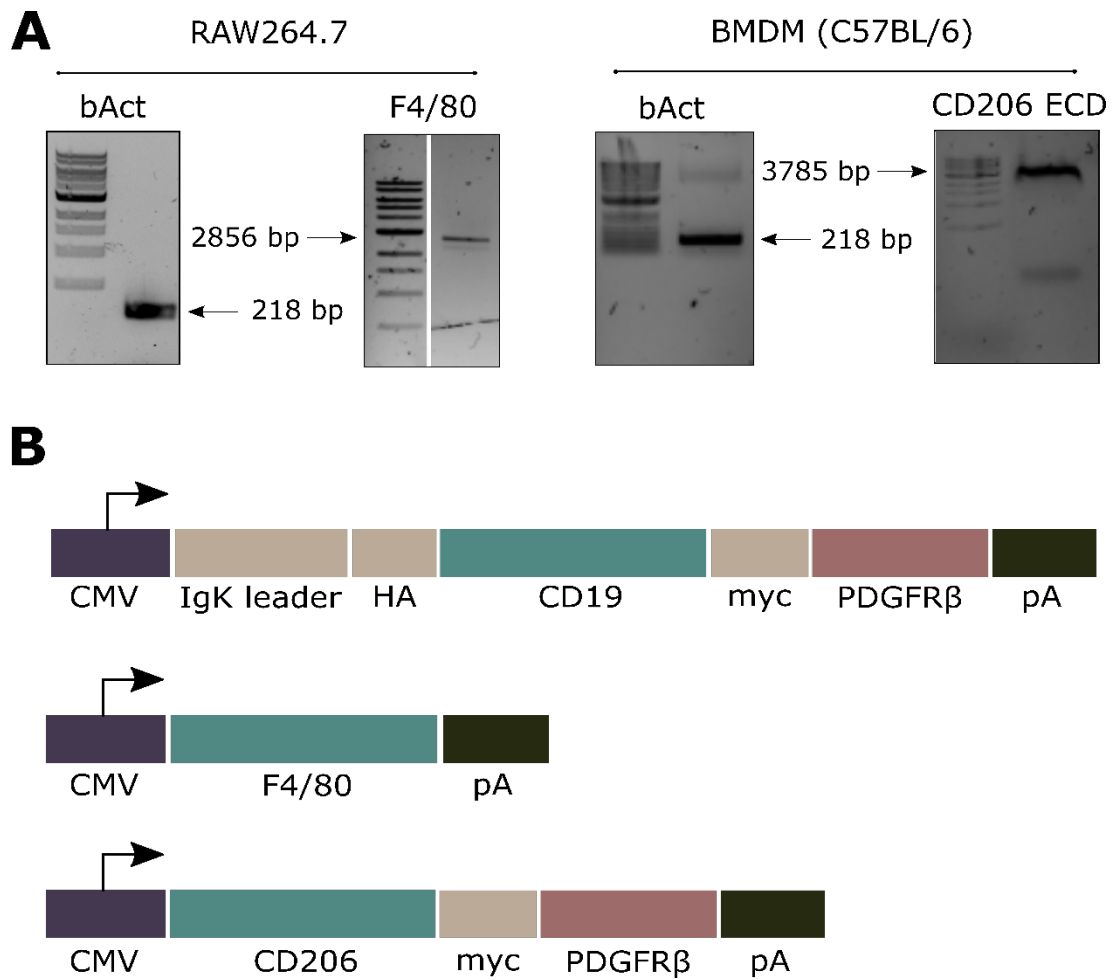 A
RAW264.7
BMDM (C57BL/6)
bAct
F4/80
bAct
CD206 ECD
2856 bp
218 bp
3785 bp
218 bp
B
CMV IgK leader HA CD19 myc PDGFRβ pA
CMV F4/80 pA
CMV CD206 myc PDGFRβ pA